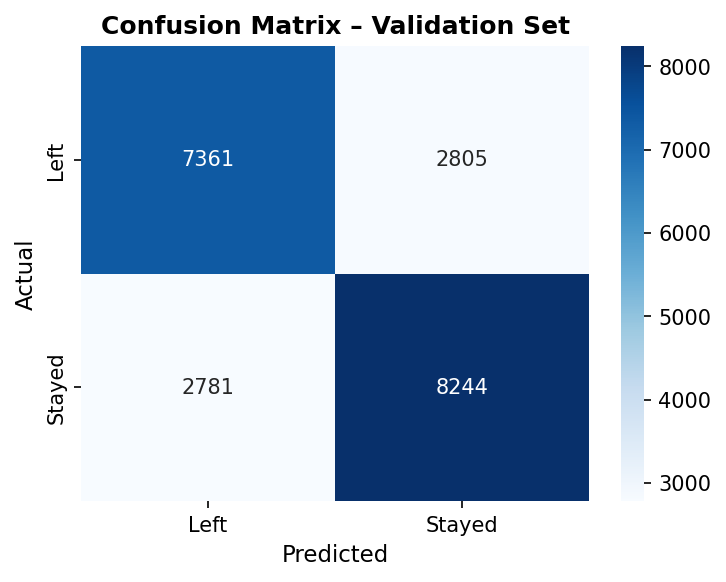 Confusion Matrix – Validation Set
Actual
Left
7361
2805
Stayed
2781
8244
Left
Stayed
Predicted
8000
7000
6000
5000
4000
3000